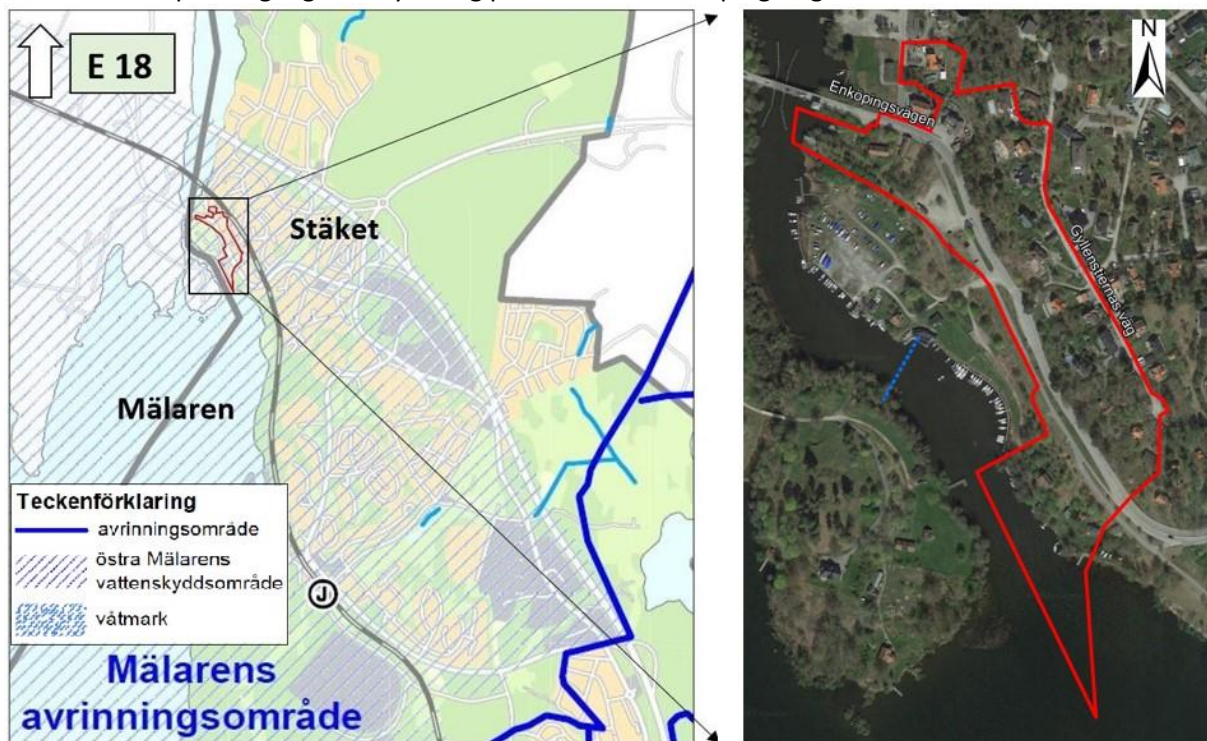 E 18
Stäket
Mälaren
Teckenförklaring
avrinningsområde
östra Mälarens
vattenskyddsområde
våtmark
J
Mälarens
avrinningsområde
N
Enköpingsvägen
Gyllenstiernas väg